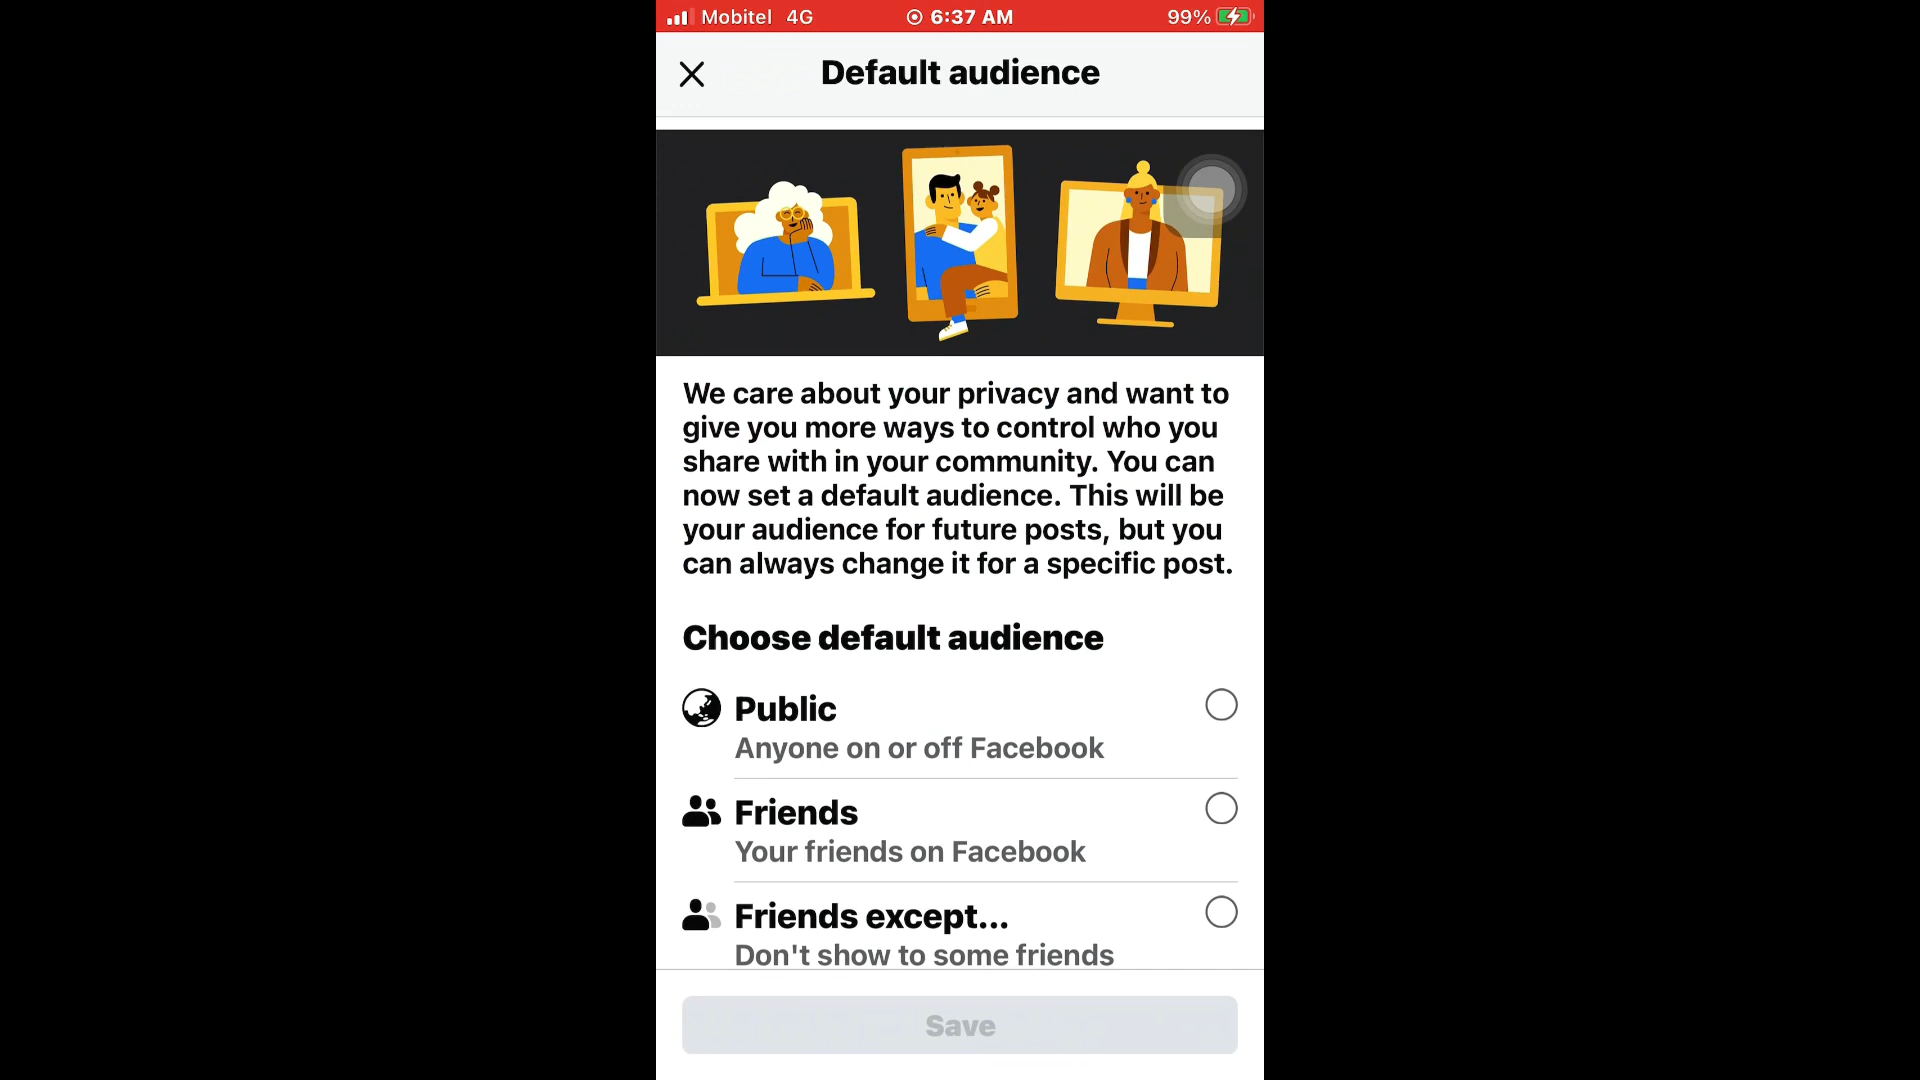 Mobitel 4G 6:37 AM 99%
Default audience
We care about your privacy and want to
give you more ways to control who you
share with in your community. You can
now set a default audience. This will be
your audience for future posts, but you
can always change it for a specific post.
Choose default audience
Public
Anyone on or off Facebook
Friends
Your friends on Facebook
Friends except...
Don't show to some friends
Save